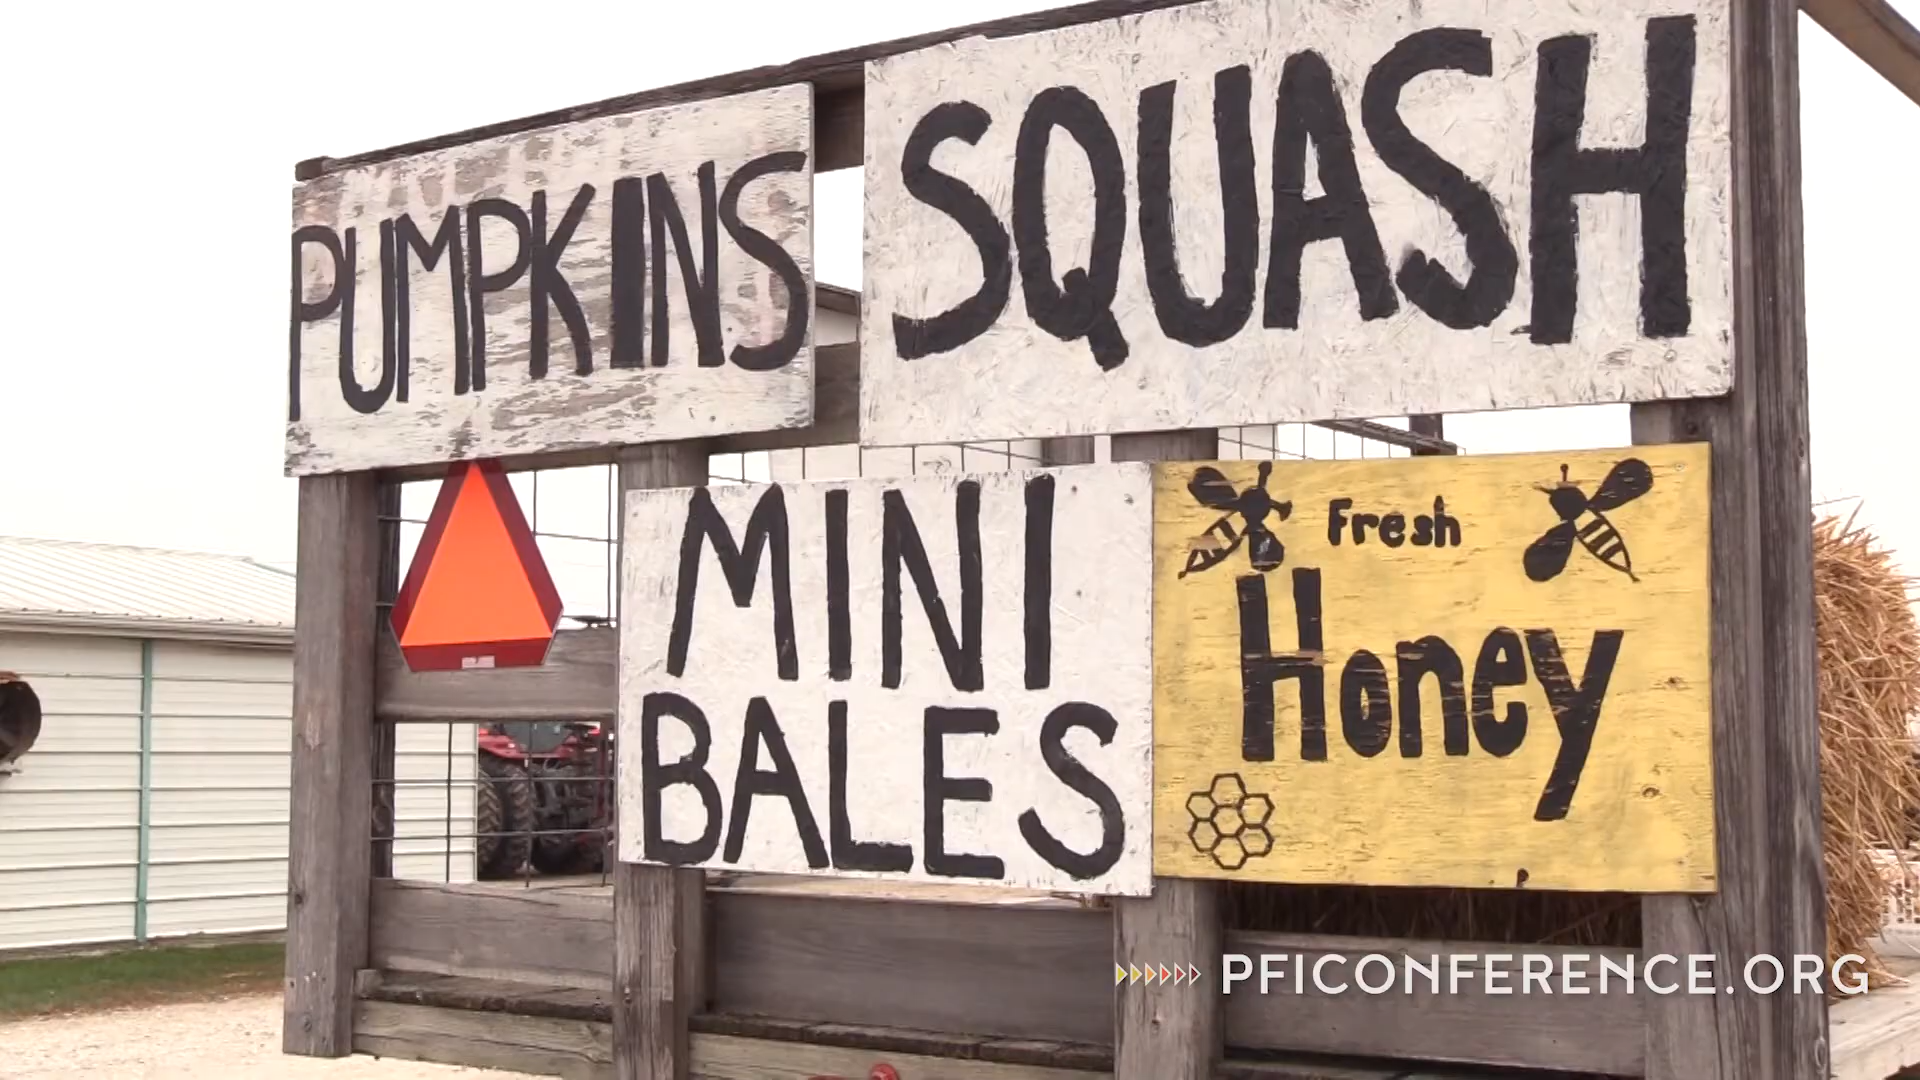 PUMPKINS
SQUASH
MINI
BALES
Fresh
Honey
PFICONFERENCE.ORG